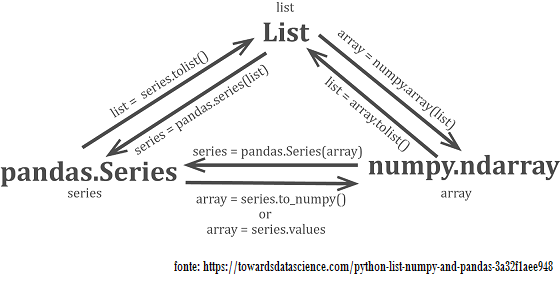 list
List
list = series.tolist()
series = pandas.series(list)
array = numpy.array(list)
list = array.tolist()
series = pandas.Series(array)
pandas.Series
series
numpy.ndarray
array
array = series.to_numpy()
or
array = series.values
fonte: https://towardsdatascience.com/python-list-numpy-and-pandas-3a32f1aee948